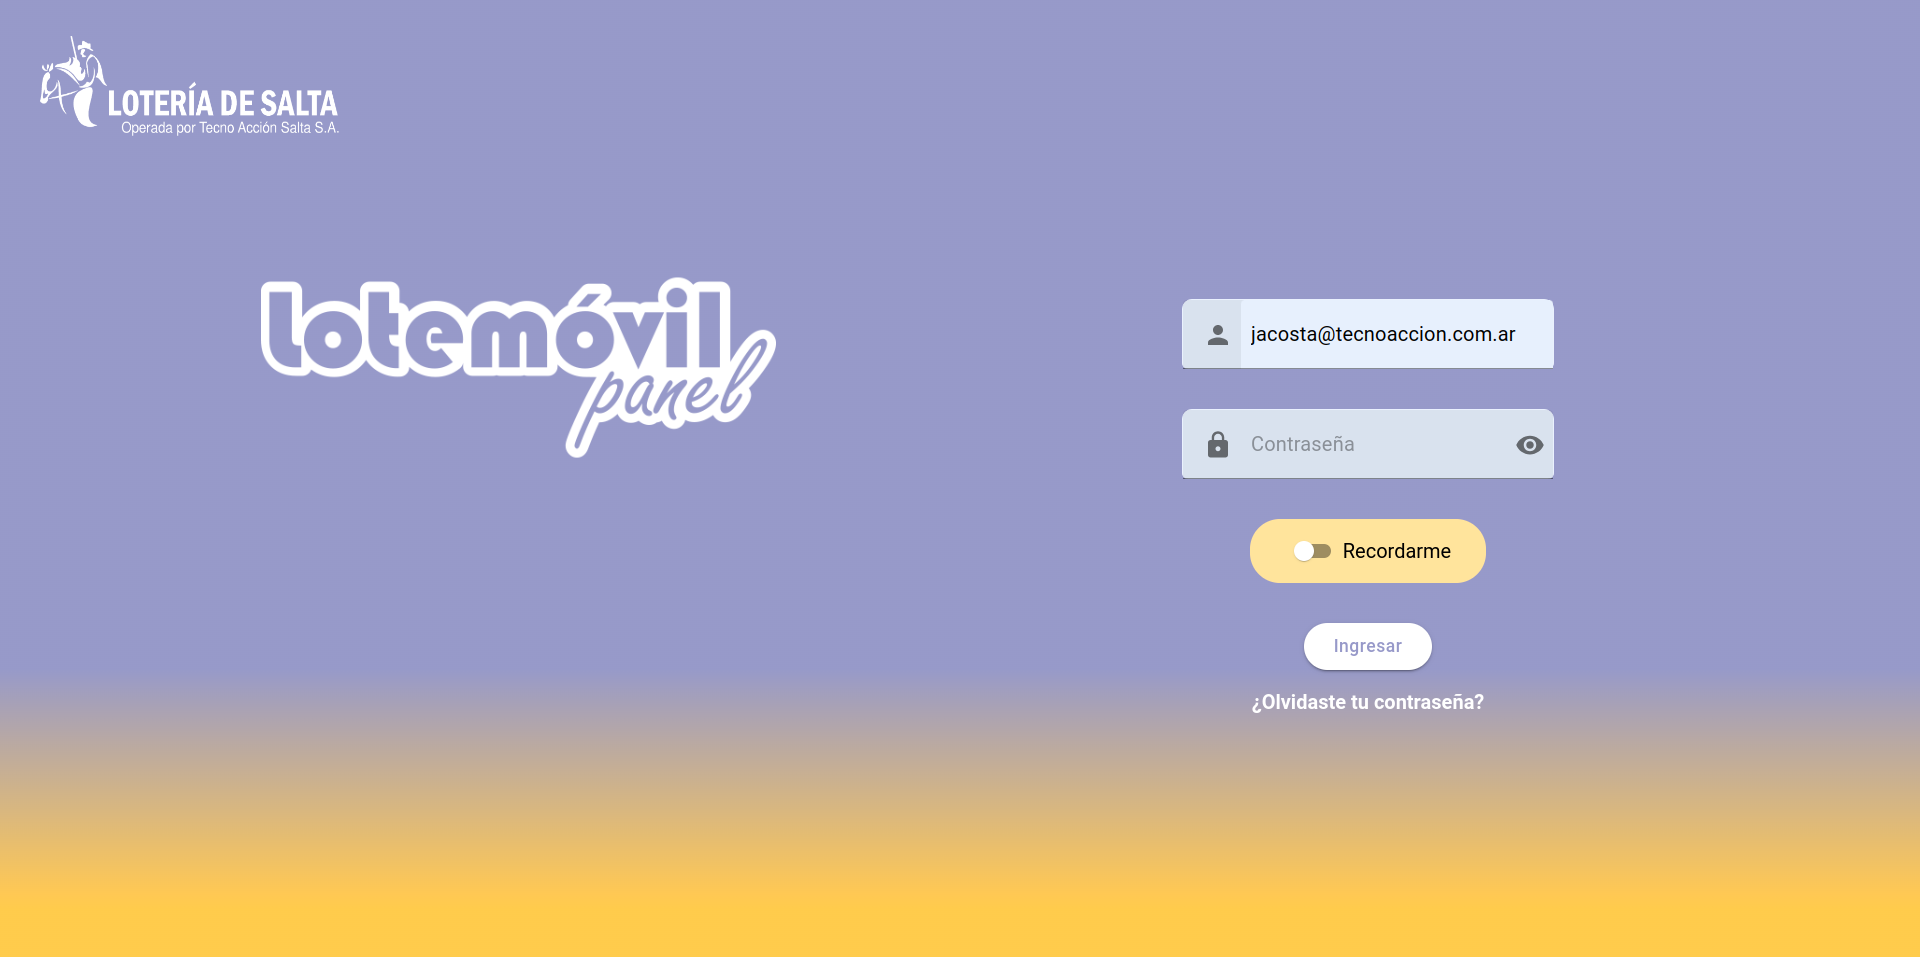 LOTERÍA DE SALTA
Operada por Tecno Acción Salta S.A.
lotemóvil
panel
jacosta@tecnoaccion.com.ar
Contraseña
Recordarme
Ingresar
¿Olvidaste tu contraseña?